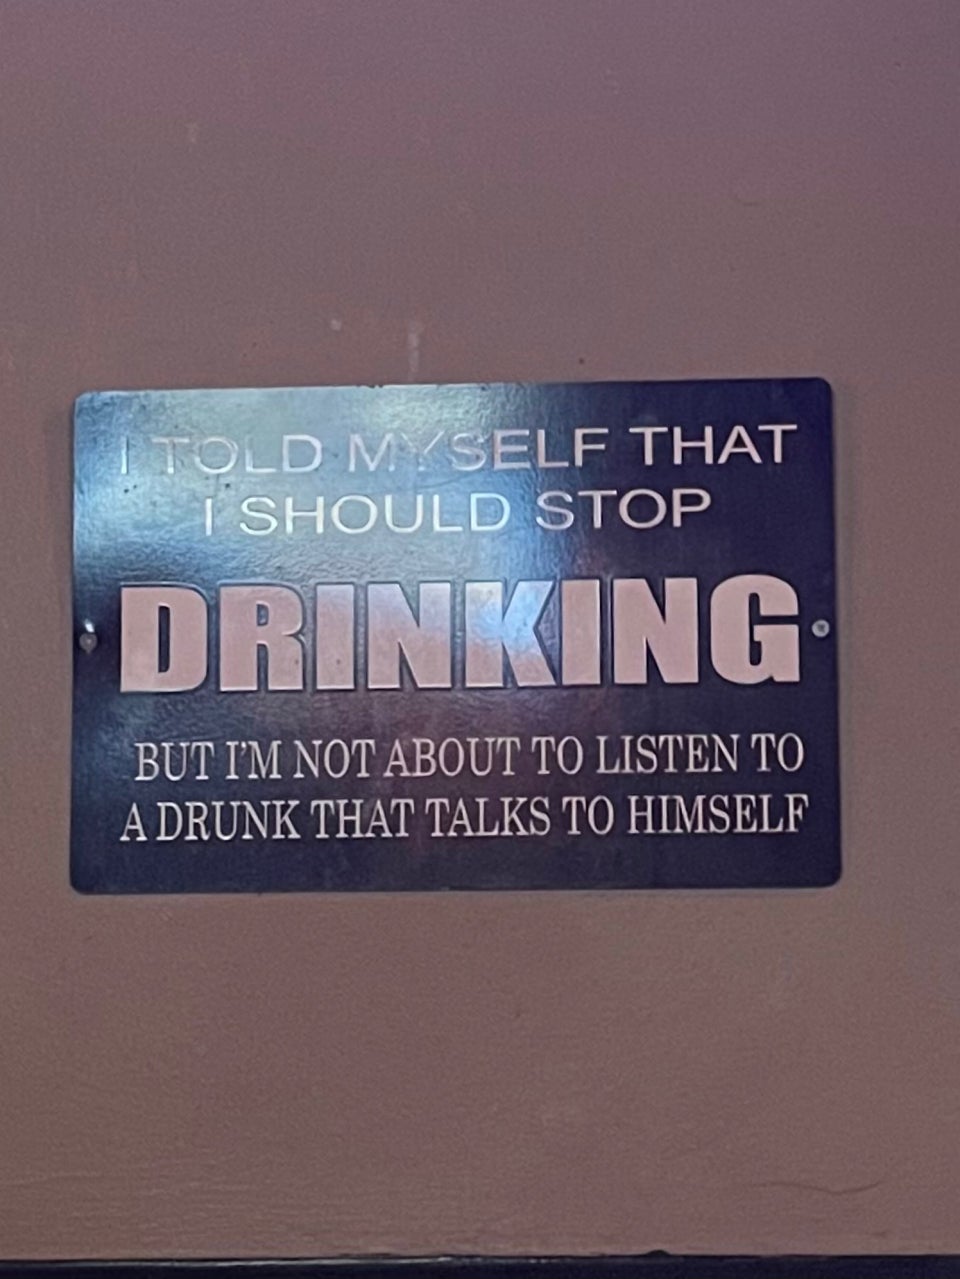 I TOLD MYSELF THAT
I SHOULD STOP
DRINKING
BUT I'M NOT ABOUT TO LISTEN TO
A DRUNK THAT TALKS TO HIMSELF